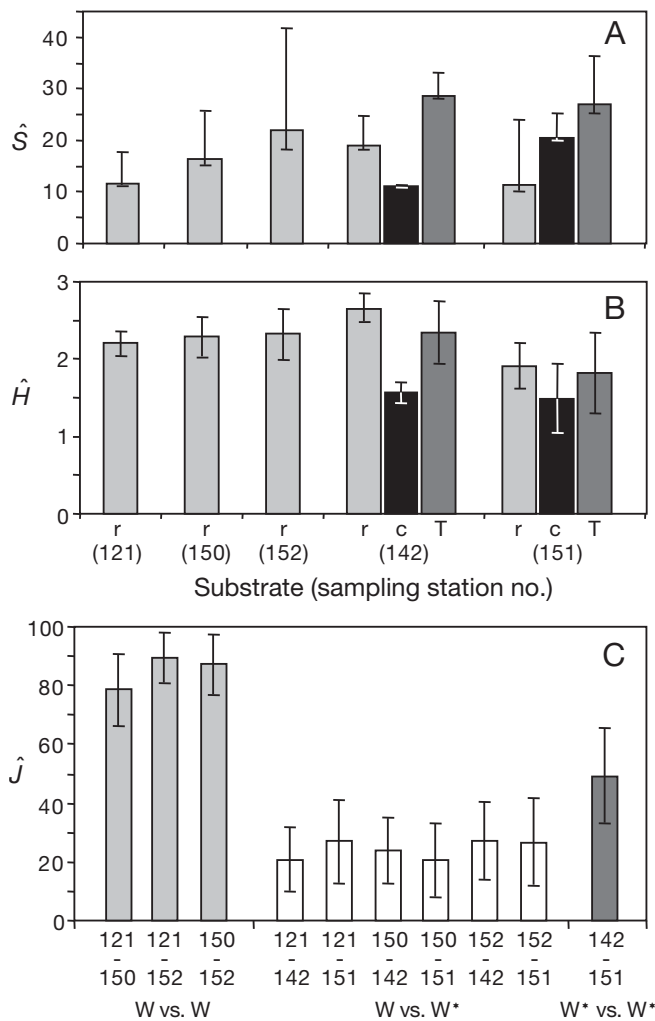 A
50
40
30
20
10
0
Ŝ
B
3
2
1
0
Ĥ
r r r r c T r c T
(121) (150) (152) (142) (151)
Substrate (sampling station no.)
C
100
80
60
40
20
0
Ĵ
121 121 150 121 121 150 150 152 152 142
- - - - - - - - - -
150 152 152 142 151 142 151 142 151 151
W vs. W W vs. W* W* vs. W*